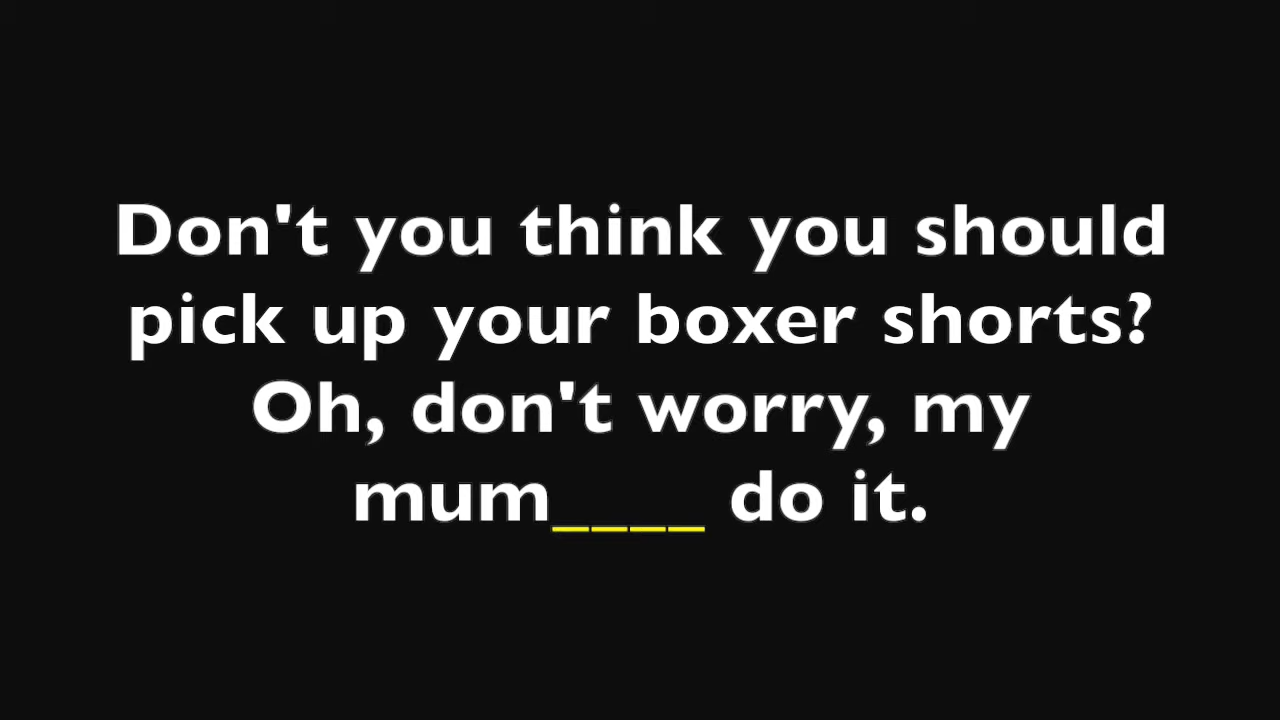 Don't you think you should
pick up your boxer shorts?
Oh, don't worry, my
mum____ do it.